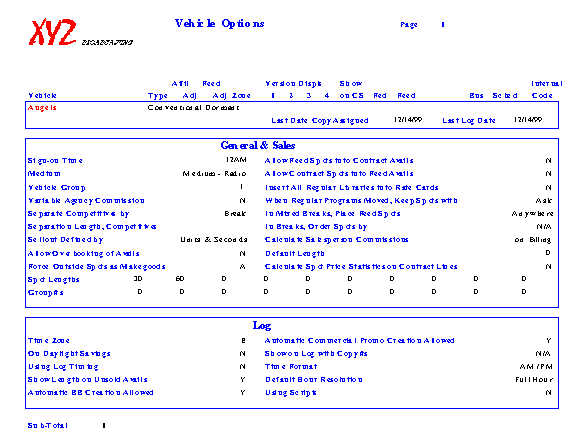 Vehicle Options
Page 1
XYZ BROADCASTING
Affil Feed Version Displs Show Internal
Vehicle Type Adj Adj Zone 1 2 3 4 on CS Fed Feed Bus Sched Code
Angels Conventional Dormant
Last Date Copy Assigned 12/14/99 Last Log Date 12/14/99
General & Sales
Sign-on Time 12AM Allow Feed Spots to Contract Avails N
Medium Medium - Radio Allow Contract Spots to Feed Avails N
Vehicle Group 1 Insert All Regular Libraries into Rate Cards N
Variable Agency Commission N When Regular Programs Moved, Keep Spots with Ask
Separate Competitives by Break In Mixed Breaks, Place Feed Spots Anywhere
Separation Length, Competitives In Breaks, Order Spots by N/A
Sellout Defined by Units & Seconds Calculate Salesperson Commissions on Billing
Allow Overbooking of Avails N Default Length 0
Force Outside Spots as Makegoods A Calculate Spot Price Statistics on Contract Lines N
Spot Lengths 30 60 0 0 0 0 0 0 0 0
Group #s 0 0 0 0 0 0 0 0 0 0
Log
Time Zone E Automatic Commercial Promo Creation Allowed Y
On Daylight Savings N Show on Log with Copy #s N/A
Using Log Timing N Time Format AM/PM
Show Length on Unsold Avails Y Default Hour Resolution Full Hour
Automatic BB Creation Allowed Y Using Scripts N
Sub-Total 1